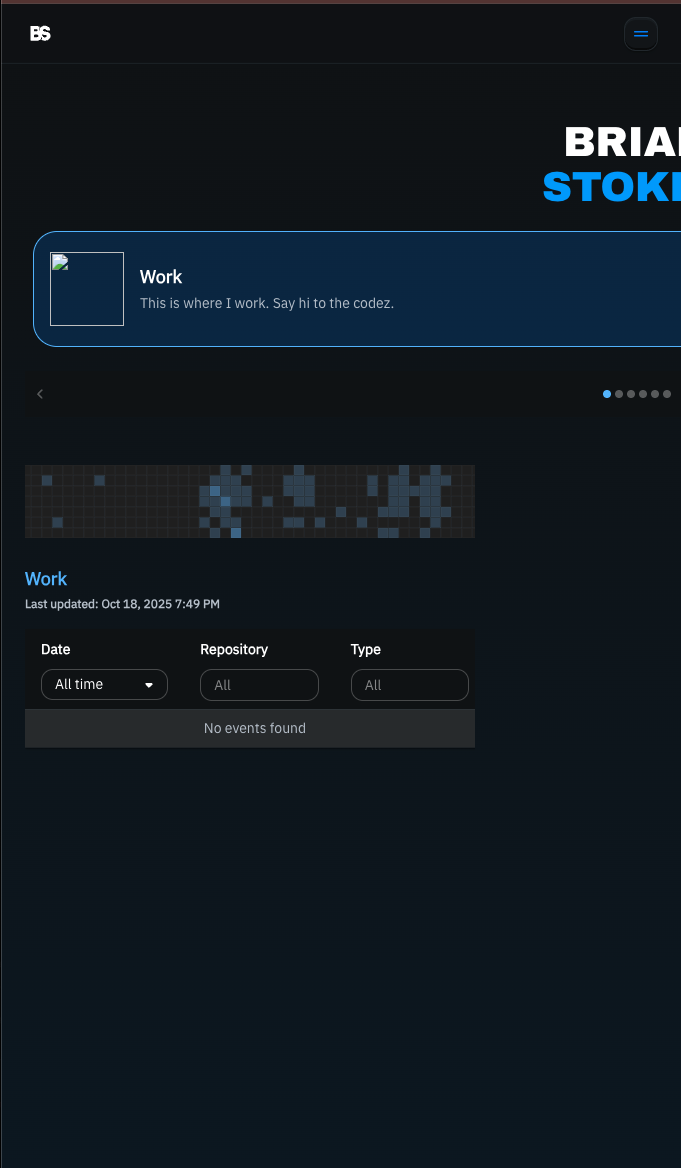 BS
BRIA
STOK
Work
This is where I work. Say hi to the codez.
Work
Last updated: Oct 18, 2025 7:49 PM
Date Repository Type
All time All All
No events found